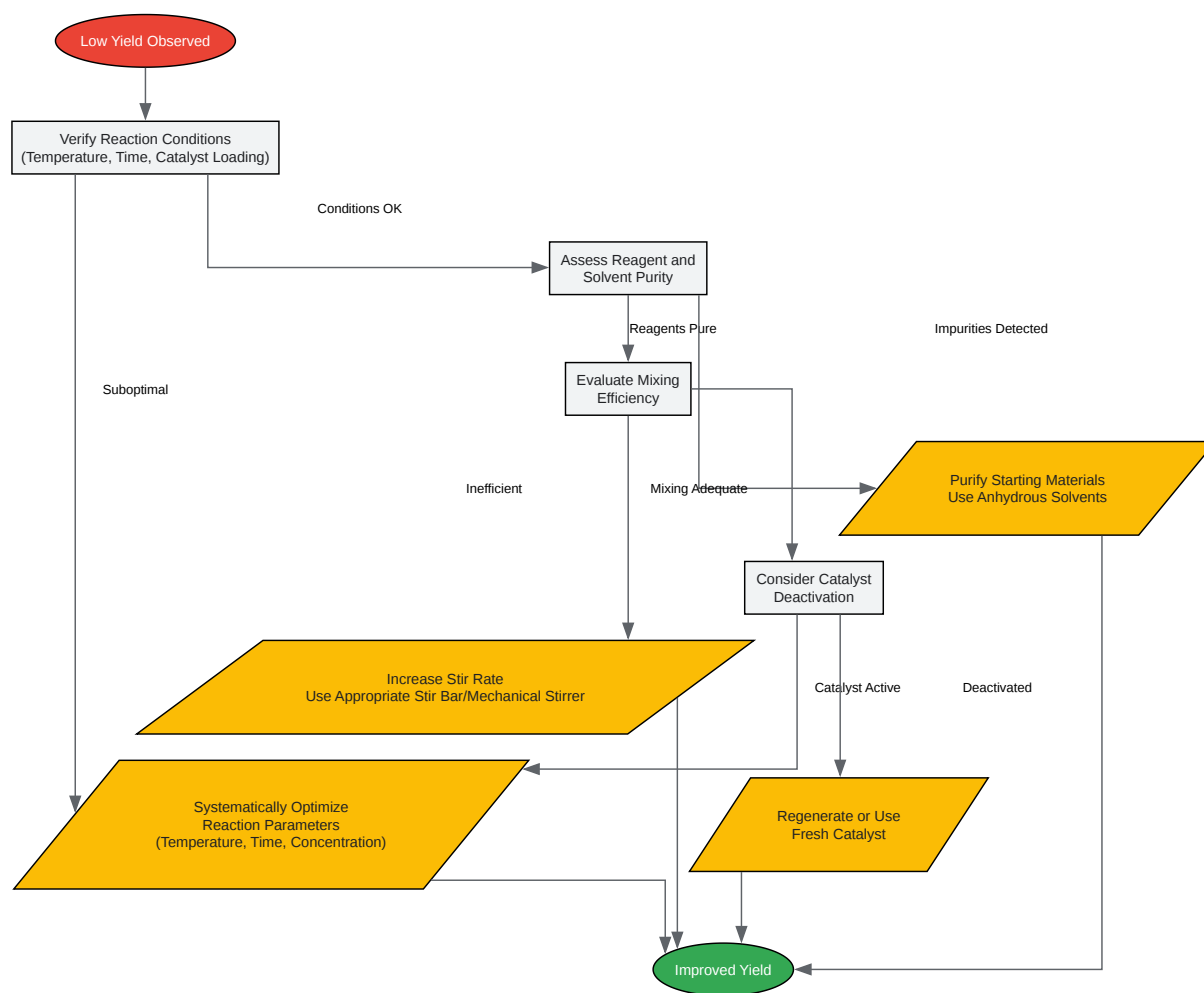 Low Yield Observed
Verify Reaction Conditions
(Temperature, Time, Catalyst Loading)
Conditions OK
Assess Reagent and
Solvent Purity
Reagents Pure
Impurities Detected
Evaluate Mixing
Efficiency
Suboptimal
Inefficient
Mixing Adequate
Purify Starting Materials
Use Anhydrous Solvents
Consider Catalyst
Deactivation
Increase Stir Rate
Use Appropriate Stir Bar/Mechanical Stirrer
Catalyst Active
Deactivated
Systematically Optimize
Reaction Parameters
(Temperature, Time, Concentration)
Regenerate or Use
Fresh Catalyst
Improved Yield